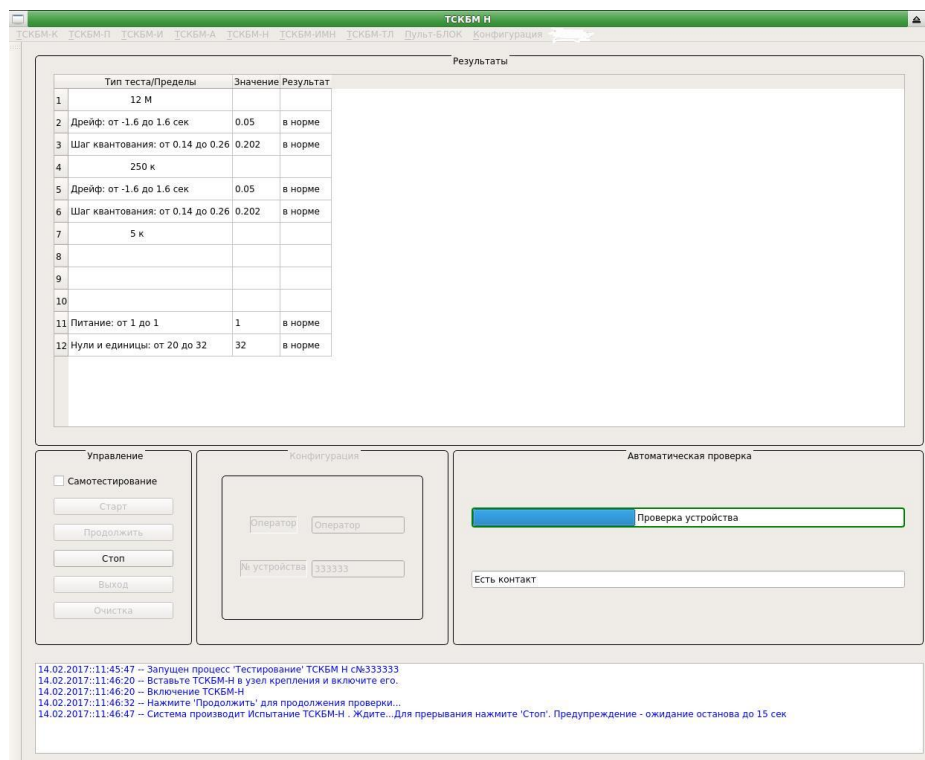 ТСКБМ Н
ТСКБМ-К ТСКБМ-П ТСКБМ-И ТСКБМ-А ТСКБМ-Н ТСКБМ-ИМН ТСКБМ-ТЛ Пульт-БЛОК Конфигурация
Результаты
Тип теста/Пределы Значение Результат
1 12 М
2 Дрейф: от -1.6 до 1.6 сек 0.05 в норме
3 Шаг квантования: от 0.14 до 0.26 0.202 в норме
4 250 к
5 Дрейф: от -1.6 до 1.6 сек 0.05 в норме
6 Шаг квантования: от 0.14 до 0.26 0.202 в норме
7 5 к
8
9
10
11 Питание: от 1 до 1 1 в норме
12 Нули и единицы: от 20 до 32 32 в норме
Управление
Самотестирование
Старт
Продолжить
Стоп
Выход
Очистка
Конфигурация
Оператор Оператор
№ устройства 333333
Автоматическая проверка
Проверка устройства
Есть контакт
14.02.2017::11:45:47 -- Запущен процесс 'Тестирование' ТСКБМ Н с№333333
14.02.2017::11:46:20 -- Вставьте ТСКБМ-Н в узел крепления и включите его.
14.02.2017::11:46:20 -- Включение ТСКБМ-Н
14.02.2017::11:46:32 -- Нажмите 'Продолжить' для продолжения проверки...
14.02.2017::11:46:47 -- Система производит Испытание ТСКБМ-Н . Ждите...Для прерывания нажмите 'Стоп'. Предупреждение - ожидание останова до 15 сек